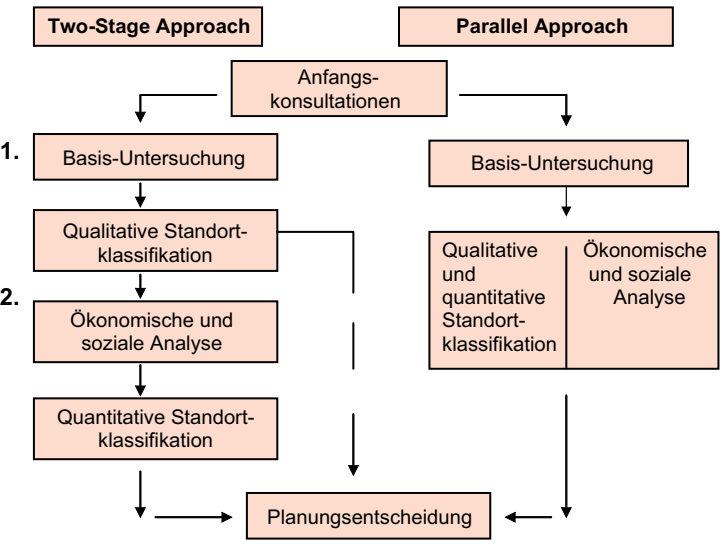 Two-Stage Approach
Parallel Approach
Anfangs-
konsultationen
1.
Basis-Untersuchung
Basis-Untersuchung
Qualitative Standort-
klassifikation
Qualitative
und
quantitative
Standort-
klassifikation
Ökonomische
und soziale
Analyse
2.
Ökonomische und
soziale Analyse
Quantitative Standort-
klassifikation
Planungsentscheidung